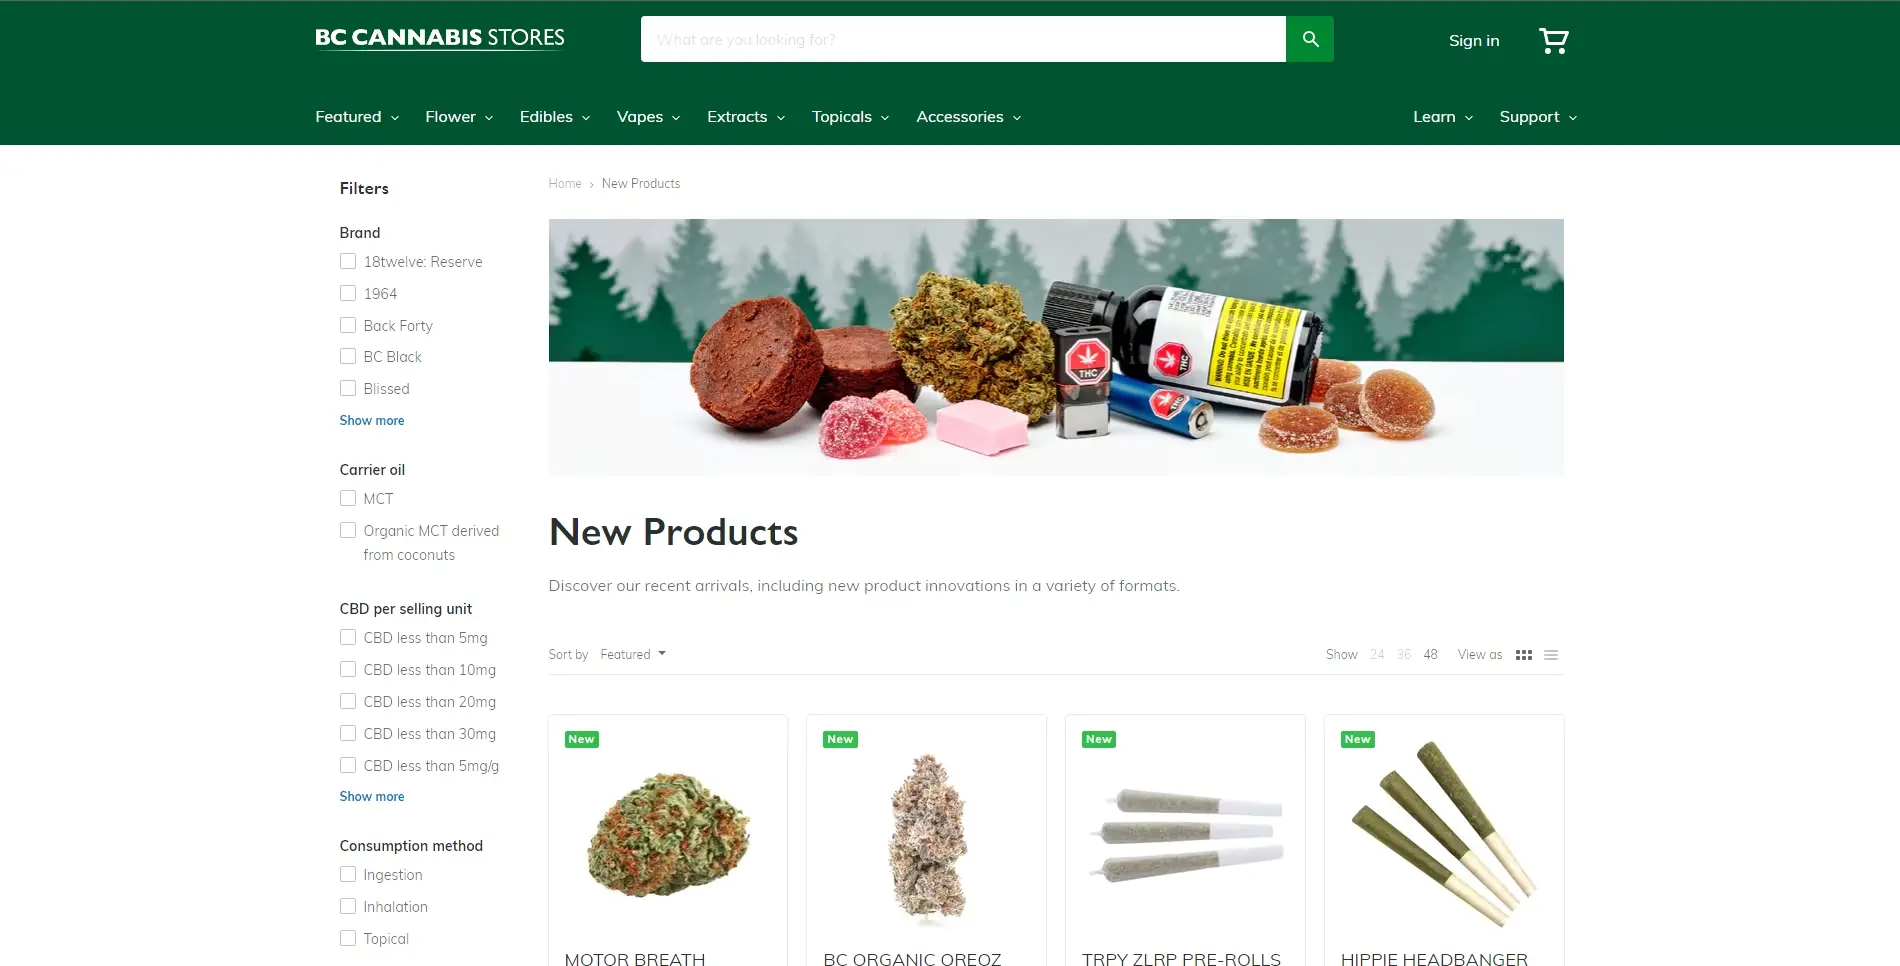 BC CANNABIS STORES
What are you looking for?
Sign in
Featured
Flower
Edibles
Vapes
Extracts
Topicals
Accessories
Learn
Support
Filters
Brand
18twelve: Reserve
1964
Back Forty
BC Black
Blissed
Show more
Carrier oil
MCT
Organic MCT derived
from coconuts
CBD per selling unit
CBD less than 5mg
CBD less than 10mg
CBD less than 20mg
CBD less than 30mg
CBD less than 5mg/g
Show more
Consumption method
Ingestion
Inhalation
Topical
Home > New Products
THC
THC
THC
New Products
Discover our recent arrivals, including new product innovations in a variety of formats.
Sort by Featured
Show 24 36 48 View as
New
New
New
New
MOTOR BREATH
BC ORGANIC OREOZ
TRPY ZLRP PRE-ROLLS
HIPPIE HEADBANGER